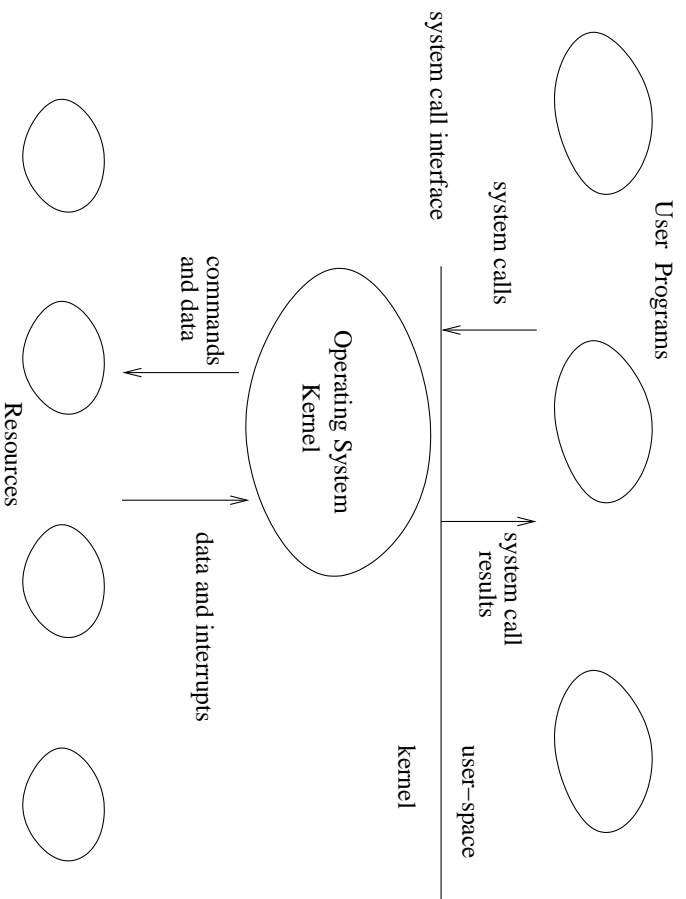 User Programs
system calls
system call
results
system call interface
user−space
kernel
Operating System
Kernel
commands
and data
data and interrupts
Resources